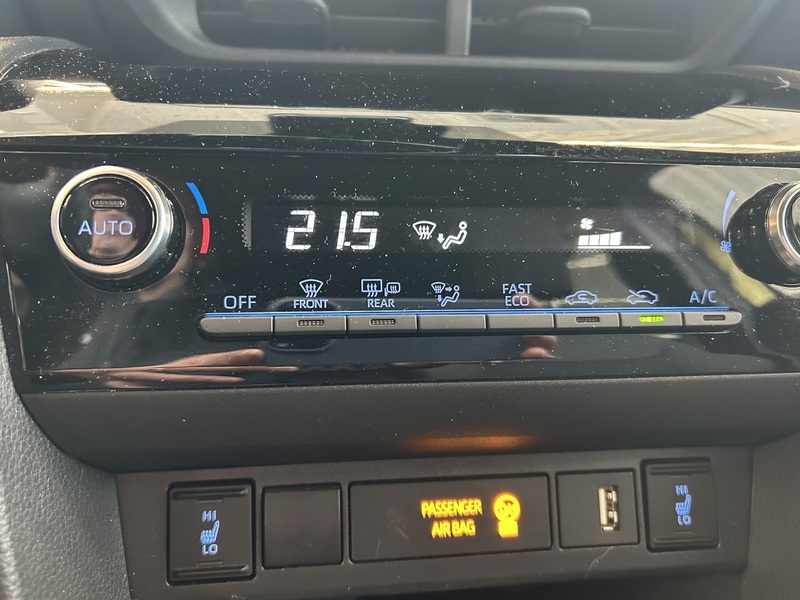 AUTO
21.5
OFF
FRONT
REAR
FAST
ECO
A/C
HI
LO
PASSENGER
AIR BAG
HI
LO